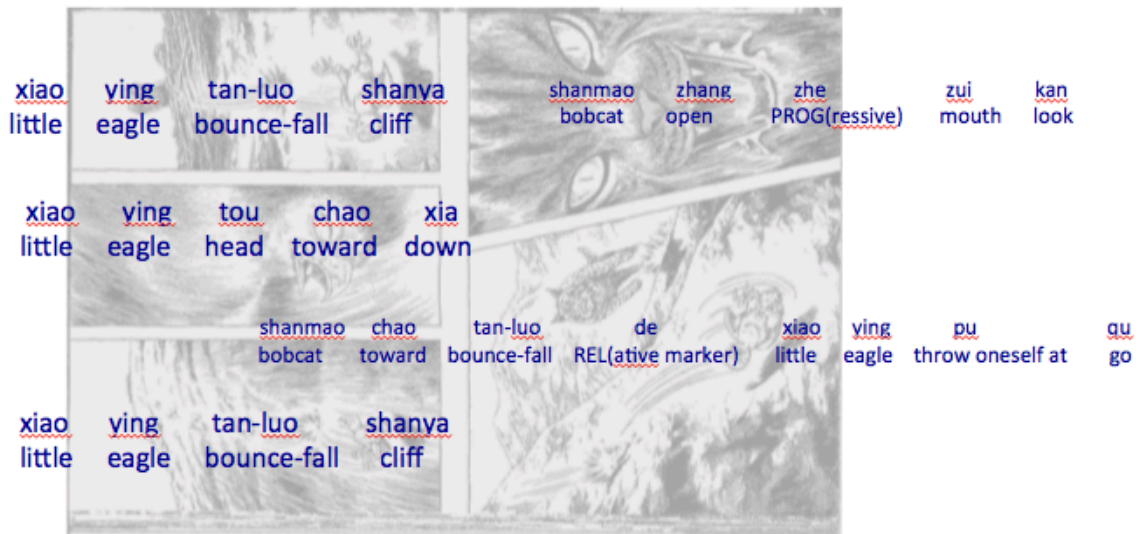 xiao ying tan-luo shanya
little eagle bounce-fall cliff
xiao ying tou chao xia
little eagle head toward down
xiao ying tan-luo shanya
little eagle bounce-fall cliff
shanmao zhang zhe zui kan
bobcat open PROG(ressive) mouth look
shanmao chao tan-luo de xiao ying pu qu
bobcat toward bounce-fall REL(ative marker) little eagle throw oneself at go